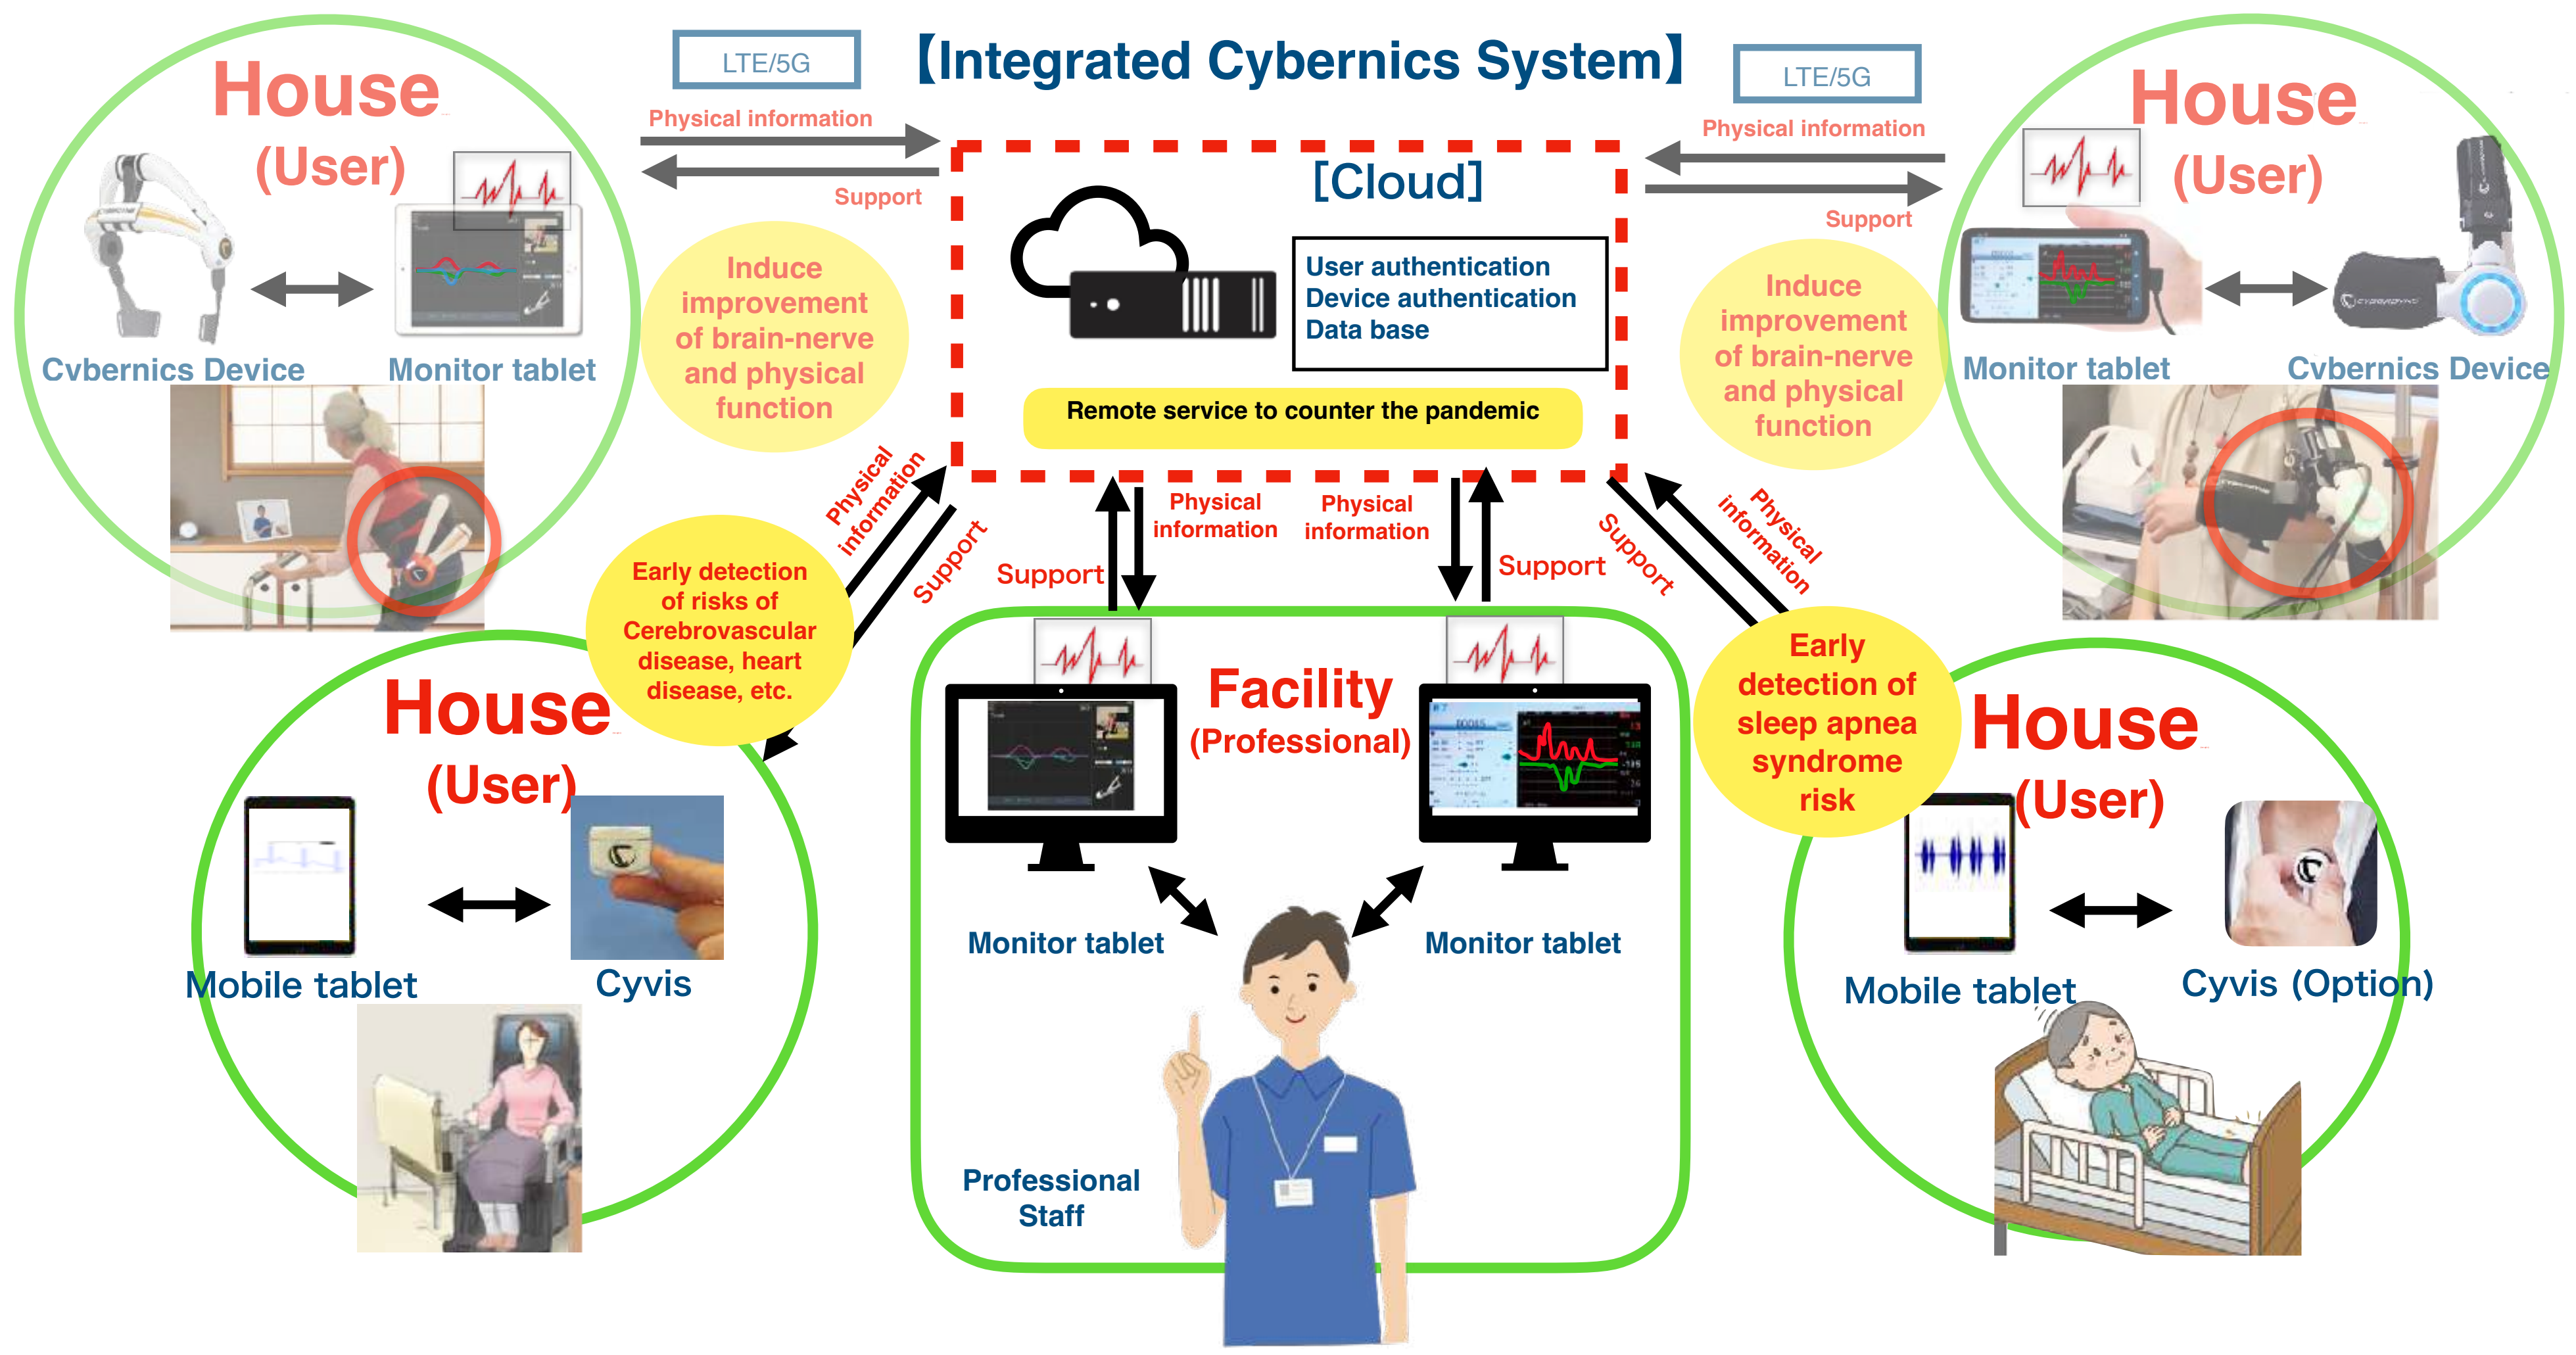 【Integrated Cybernics System】
LTE/5G
LTE/5G
House
(User)
Physical information
Support
Cybernics Device
Monitor tablet
Induce
improvement
of brain-nerve
and physical
function
[Cloud]
User authentication
Device authentication
Data base
Remote service to counter the pandemic
Physical information
Support
Induce
improvement
of brain-nerve
and physical
function
House
(User)
Monitor tablet
Cybernics Device
Physical
information
Support
Early detection
of risks of
Cerebrovascular
disease, heart
disease, etc.
House
(User)
Mobile tablet
Cyvis
Support
Physical
information
Physical
information
Support
Facility
(Professional)
Monitor tablet
Monitor tablet
Professional
Staff
Support
Physical
information
Early
detection of
sleep apnea
syndrome
risk
House
(User)
Mobile tablet
Cyvis (Option)